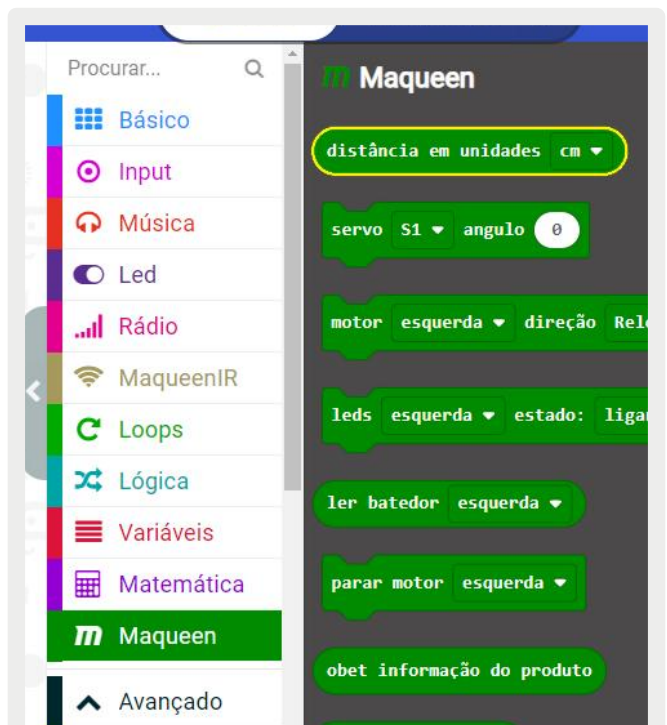 Procurar...
Básico
Input
Música
Led
Rádio
MaqueenIR
Loops
Lógica
Variáveis
Matemática
Maqueen
Avançado
Maqueen
distância em unidades cm
servo S1 angulo 0
motor esquerda direção
leds esquerda estado:
ler batedor esquerda
parar motor esquerda
obet informação do produto